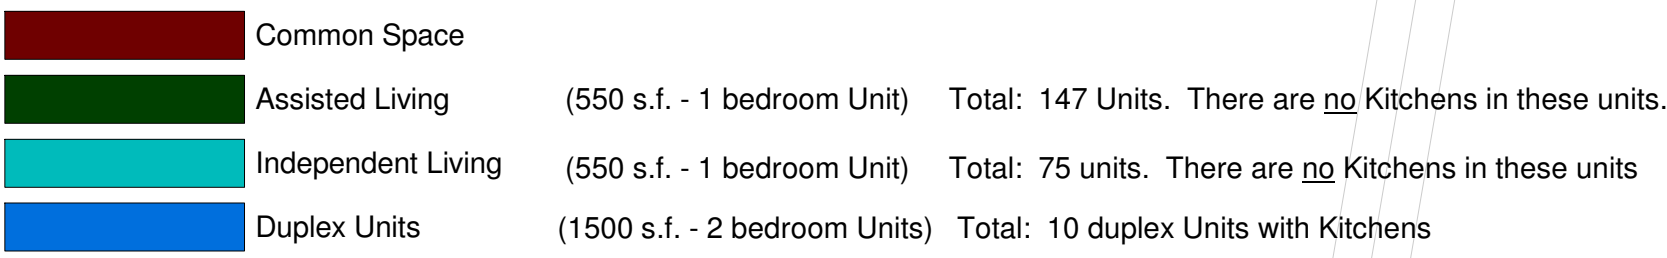 Common Space
Assisted Living (550 s.f. - 1 bedroom Unit) Total: 147 Units. There are no Kitchens in these units.
Independent Living (550 s.f. - 1 bedroom Unit) Total: 75 units. There are no Kitchens in these units
Duplex Units (1500 s.f. - 2 bedroom Units) Total: 10 duplex Units with Kitchens